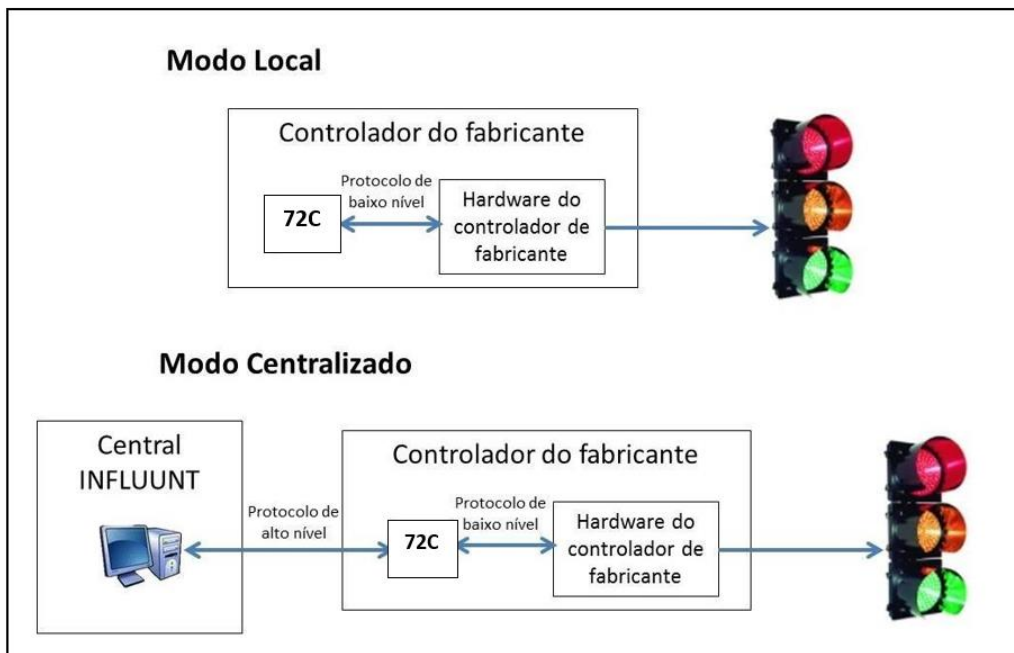 Modo Local
Controlador do fabricante
Protocolo de
baixo nível
72C
Hardware do
controlador de
fabricante
Modo Centralizado
Central
INFLUUNT
Protocolo de
alto nível
Controlador do fabricante
Protocolo de
baixo nível
72C
Hardware do
controlador de
fabricante